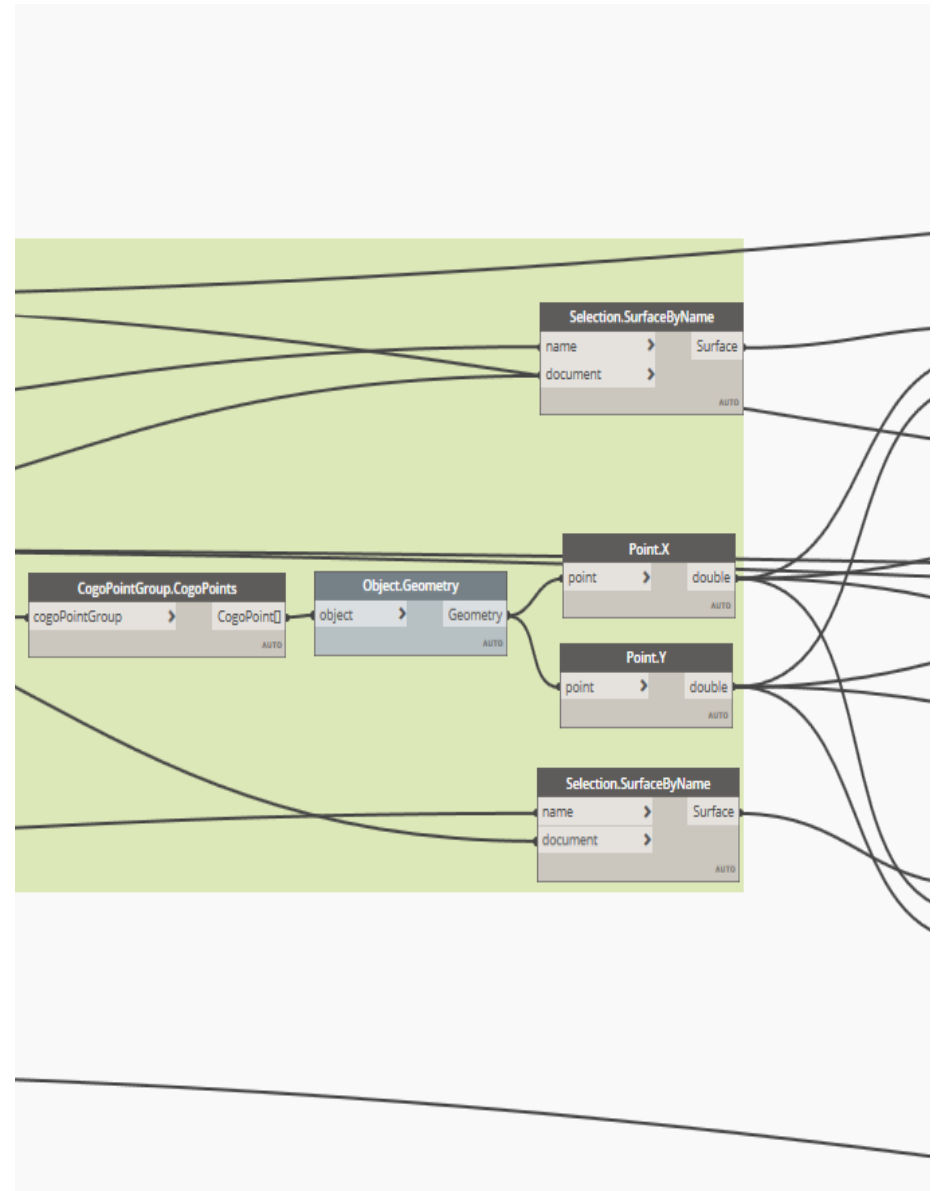 Selection.SurfaceByName
name > Surface
document >
AUTO
Point.X
point > double
AUTO
CogoPointGroup.CogoPoints
cogoPointGroup > CogoPoint[]
AUTO
Object.Geometry
object > Geometry
AUTO
Point.Y
point > double
AUTO
Selection.SurfaceByName
name > Surface
document >
AUTO